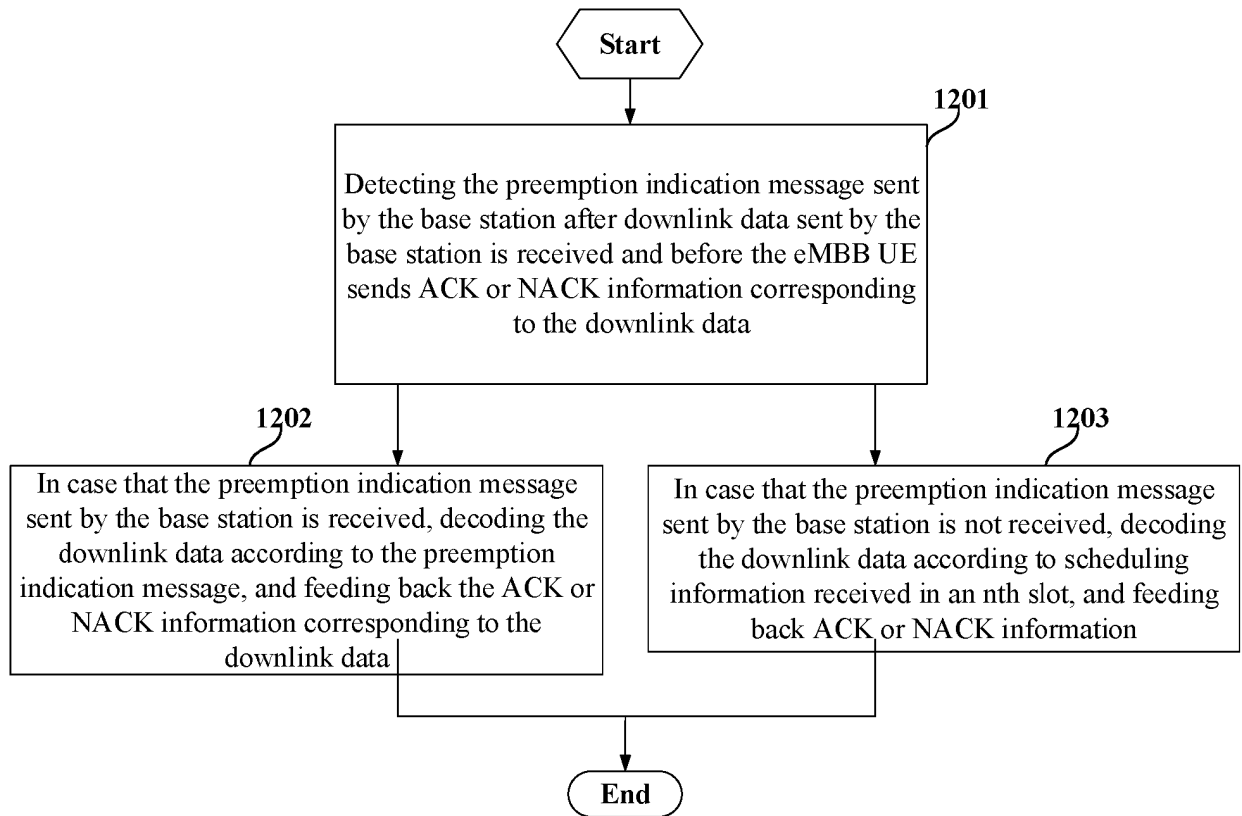 Start
1201
Detecting the preemption indication message sent
by the base station after downlink data sent by the
base station is received and before the eMBB UE
sends ACK or NACK information corresponding
to the downlink data
1202
In case that the preemption indication message
sent by the base station is received, decoding the
downlink data according to the preemption
indication message, and feeding back the ACK or
NACK information corresponding to the
downlink data
1203
In case that the preemption indication message
sent by the base station is not received, decoding
the downlink data according to scheduling
information received in an nth slot, and feeding
back ACK or NACK information
End